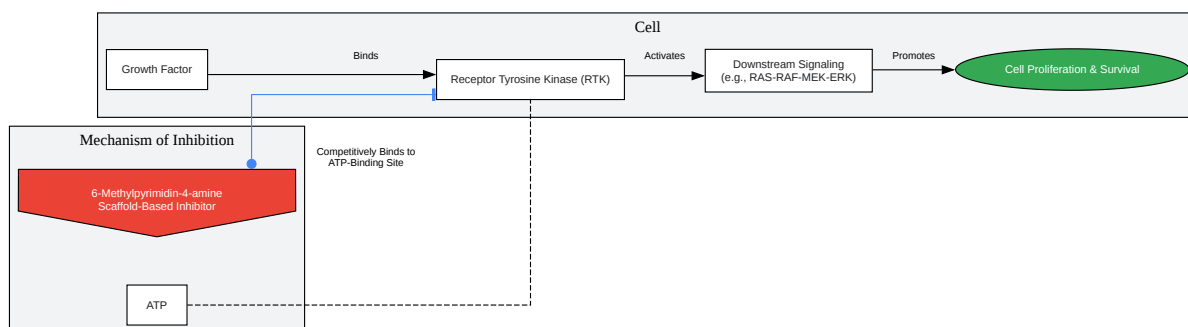 Cell
Growth Factor
Binds
Receptor Tyrosine Kinase (RTK)
Activates
Downstream Signaling
(e.g., RAS-RAF-MEK-ERK)
Promotes
Cell Proliferation & Survival
Mechanism of Inhibition
Competitively Binds to
ATP-Binding Site
6-Methylpyrimidin-4-amine
Scaffold-Based Inhibitor
ATP